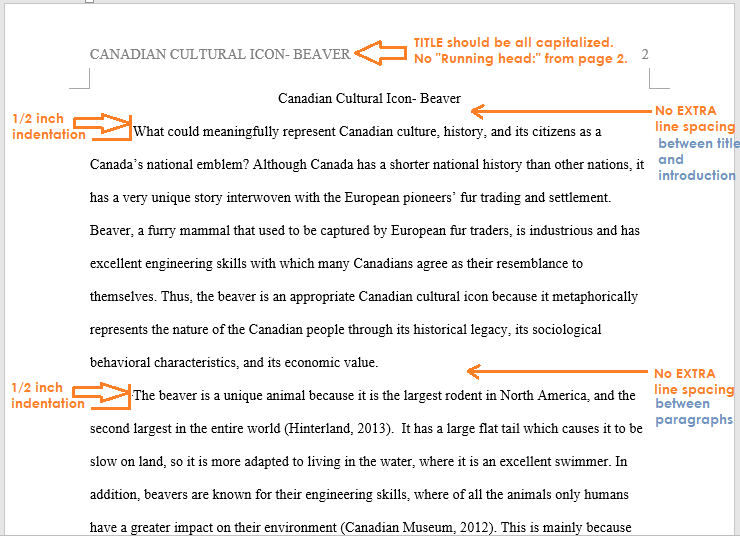 CANADIAN CULTURAL ICON- BEAVER
TITLE should be all capitalized.
No "Running head:" from page 2.
2
Canadian Cultural Icon- Beaver
No EXTRA
line spacing
between title
and
introduction
1/2 inch
indentation
What could meaningfully represent Canadian culture, history, and its citizens as a
Canada's national emblem? Although Canada has a shorter national history than other nations, it
has a very unique story interwoven with the European pioneers' fur trading and settlement.
Beaver, a furry mammal that used to be captured by European fur traders, is industrious and has
excellent engineering skills with which many Canadians agree as their resemblance to
themselves. Thus, the beaver is an appropriate Canadian cultural icon because it metaphorically
represents the nature of the Canadian people through its historical legacy, its sociological
behavioral characteristics, and its economic value.
No EXTRA
line spacing
between
paragraphs
1/2 inch
indentation
The beaver is a unique animal because it is the largest rodent in North America, and the
second largest in the entire world (Hinterland, 2013).  It has a large flat tail which causes it to be
slow on land, so it is more adapted to living in the water, where it is an excellent swimmer. In
addition, beavers are known for their engineering skills, where of all the animals only humans
have a greater impact on their environment (Canadian Museum, 2012). This is mainly because